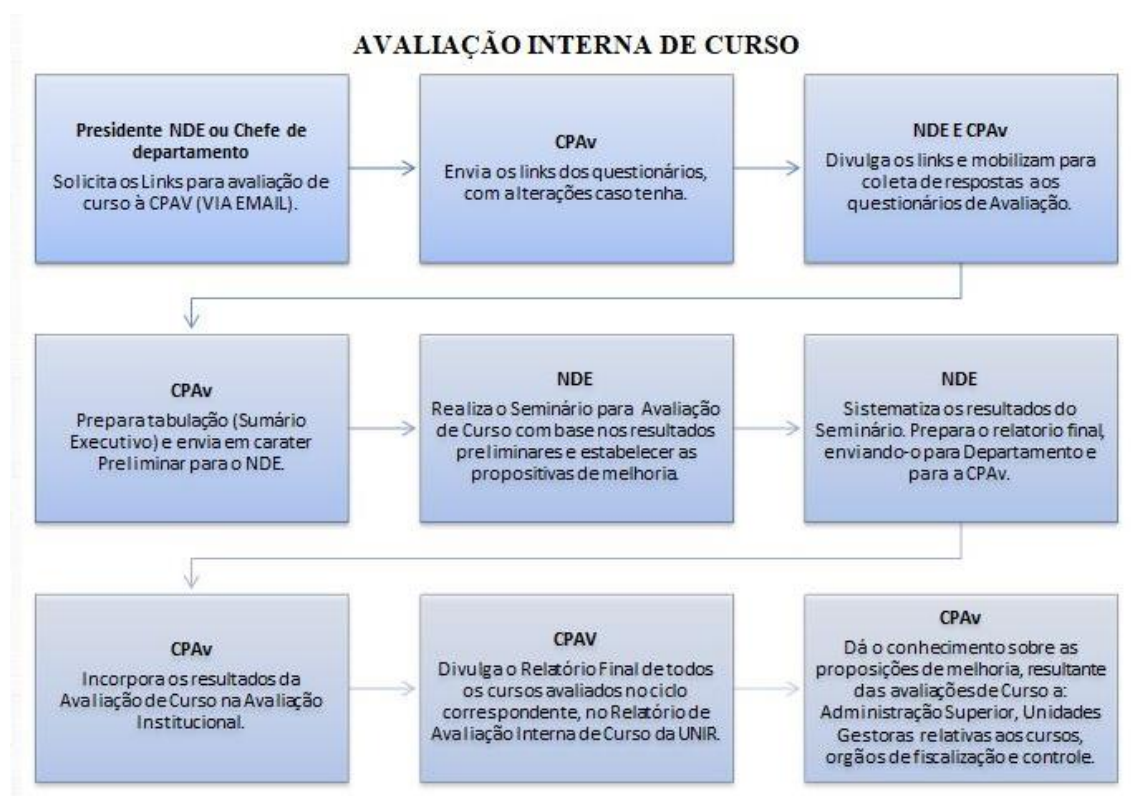 AVALIAÇÃO INTERNA DE CURSO
Presidente NDE ou Chefe de
departamento
Solicita os Links para avaliação de
curso à CPAV (VIA EMAIL).
CPAv
Envia os links dos questionários,
com alterações caso tenha.
NDE E CPAv
Divulga os links e mobilizam para
coleta de respostas aos
questionários de Avaliação.
CPAv
Prepara tabulação (Sumário
Executivo) e envia em carater
Preliminar para o NDE.
NDE
Realiza o Seminário para Avaliação
de Curso com base nos resultados
preliminares e estabelecer as
propositivas de melhoria.
NDE
Sistematiza os resultados do
Seminário. Prepara o relatorio final,
enviando-o para Departamento e
para a CPAv.
CPAv
Incorpora os resultados da
Avaliação de Curso na Avaliação
Institucional.
CPAV
Divulga o Relatório Final de todos
os cursos avaliados no ciclo
correspondente, no Relatório de
Avaliação Interna de Curso da UNIR.
CPAv
Dá o conhecimento sobre as
proposições de melhoria, resultante
das avaliações de Curso a:
Administração Superior, Unidades
Gestoras relativas aos cursos,
orgãos de fiscalização e controle.